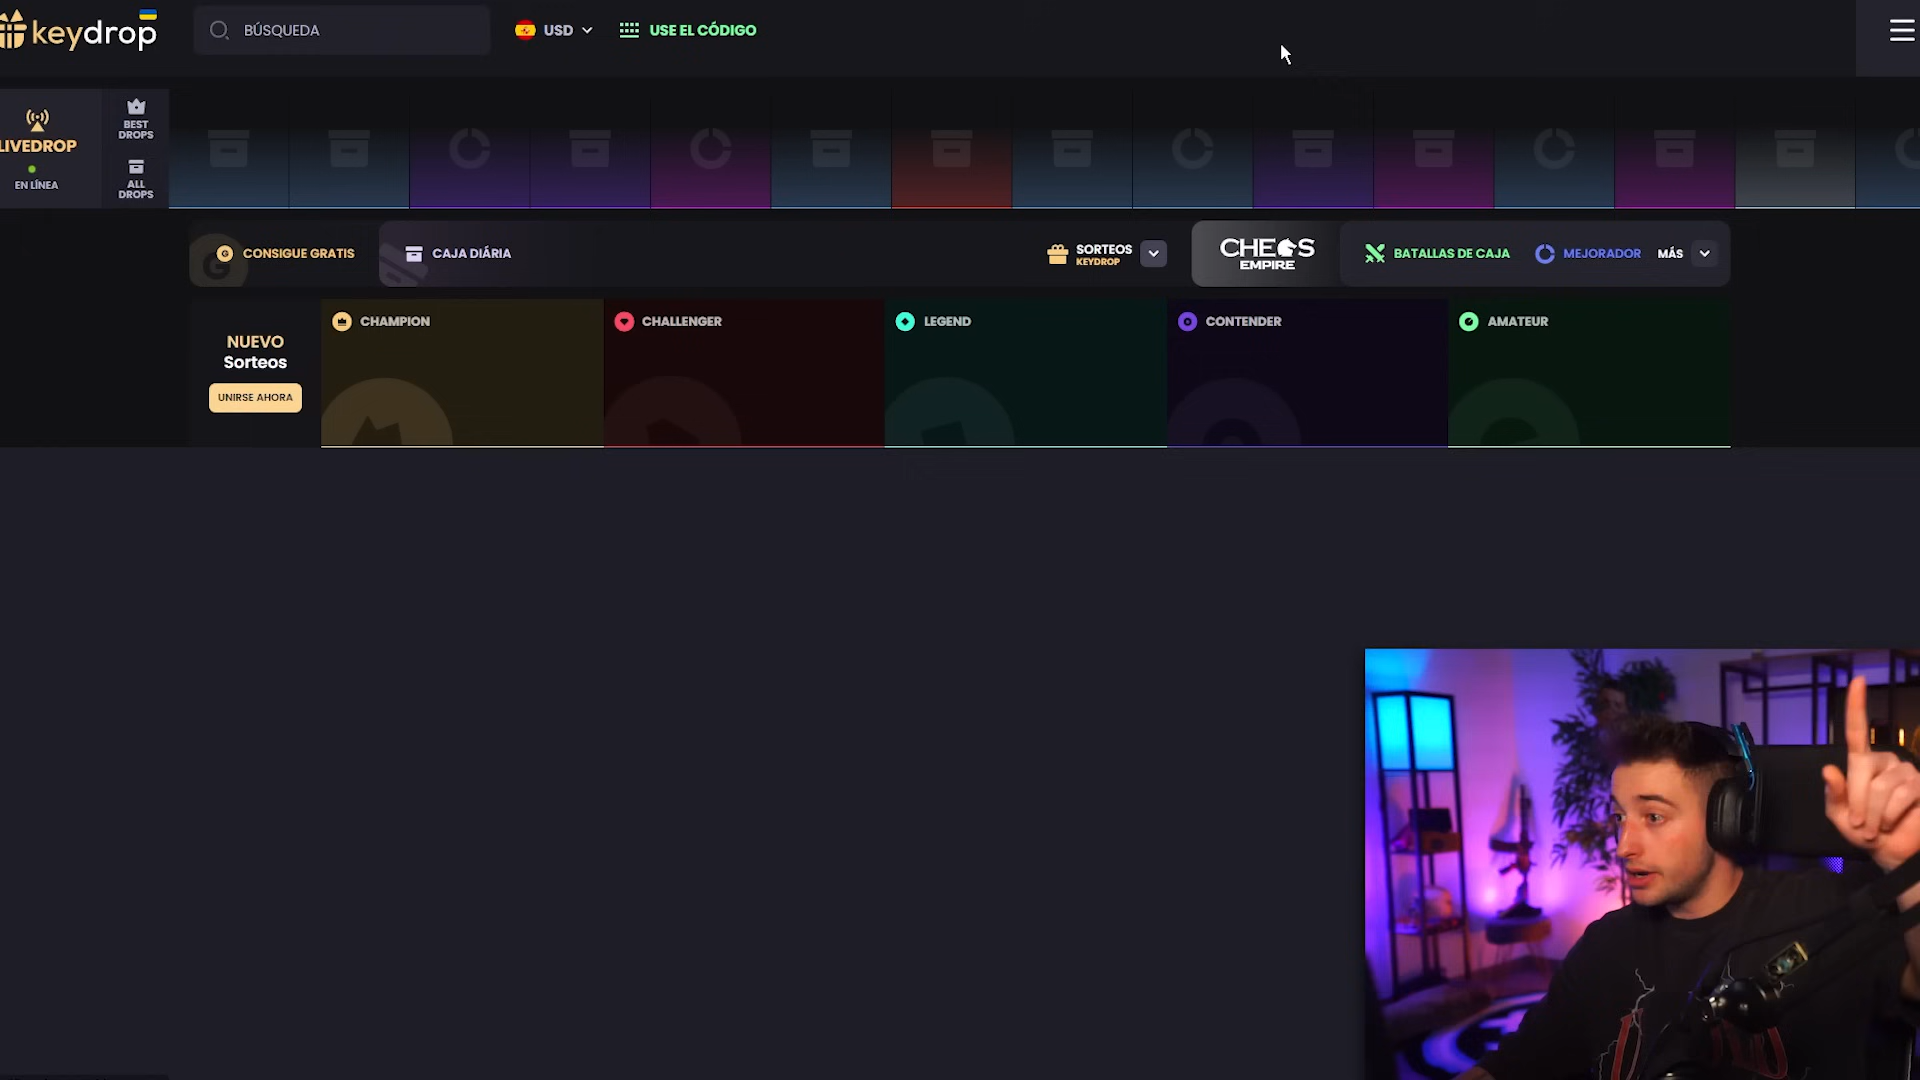 keydrop
BÚSQUEDA
USD
USE EL CÓDIGO
LIVEDROP
EN LÍNEA
BEST
DROPS
ALL
DROPS
CONSIGUE GRATIS
CAJA DIÁRIA
SORTEOS
KEYDROP
CHESS
EMPIRE
BATALLAS DE CAJA
MEJORADOR
MÁS
NUEVO
Sorteos
UNIRSE AHORA
CHAMPION
CHALLENGER
LEGEND
CONTENDER
AMATEUR